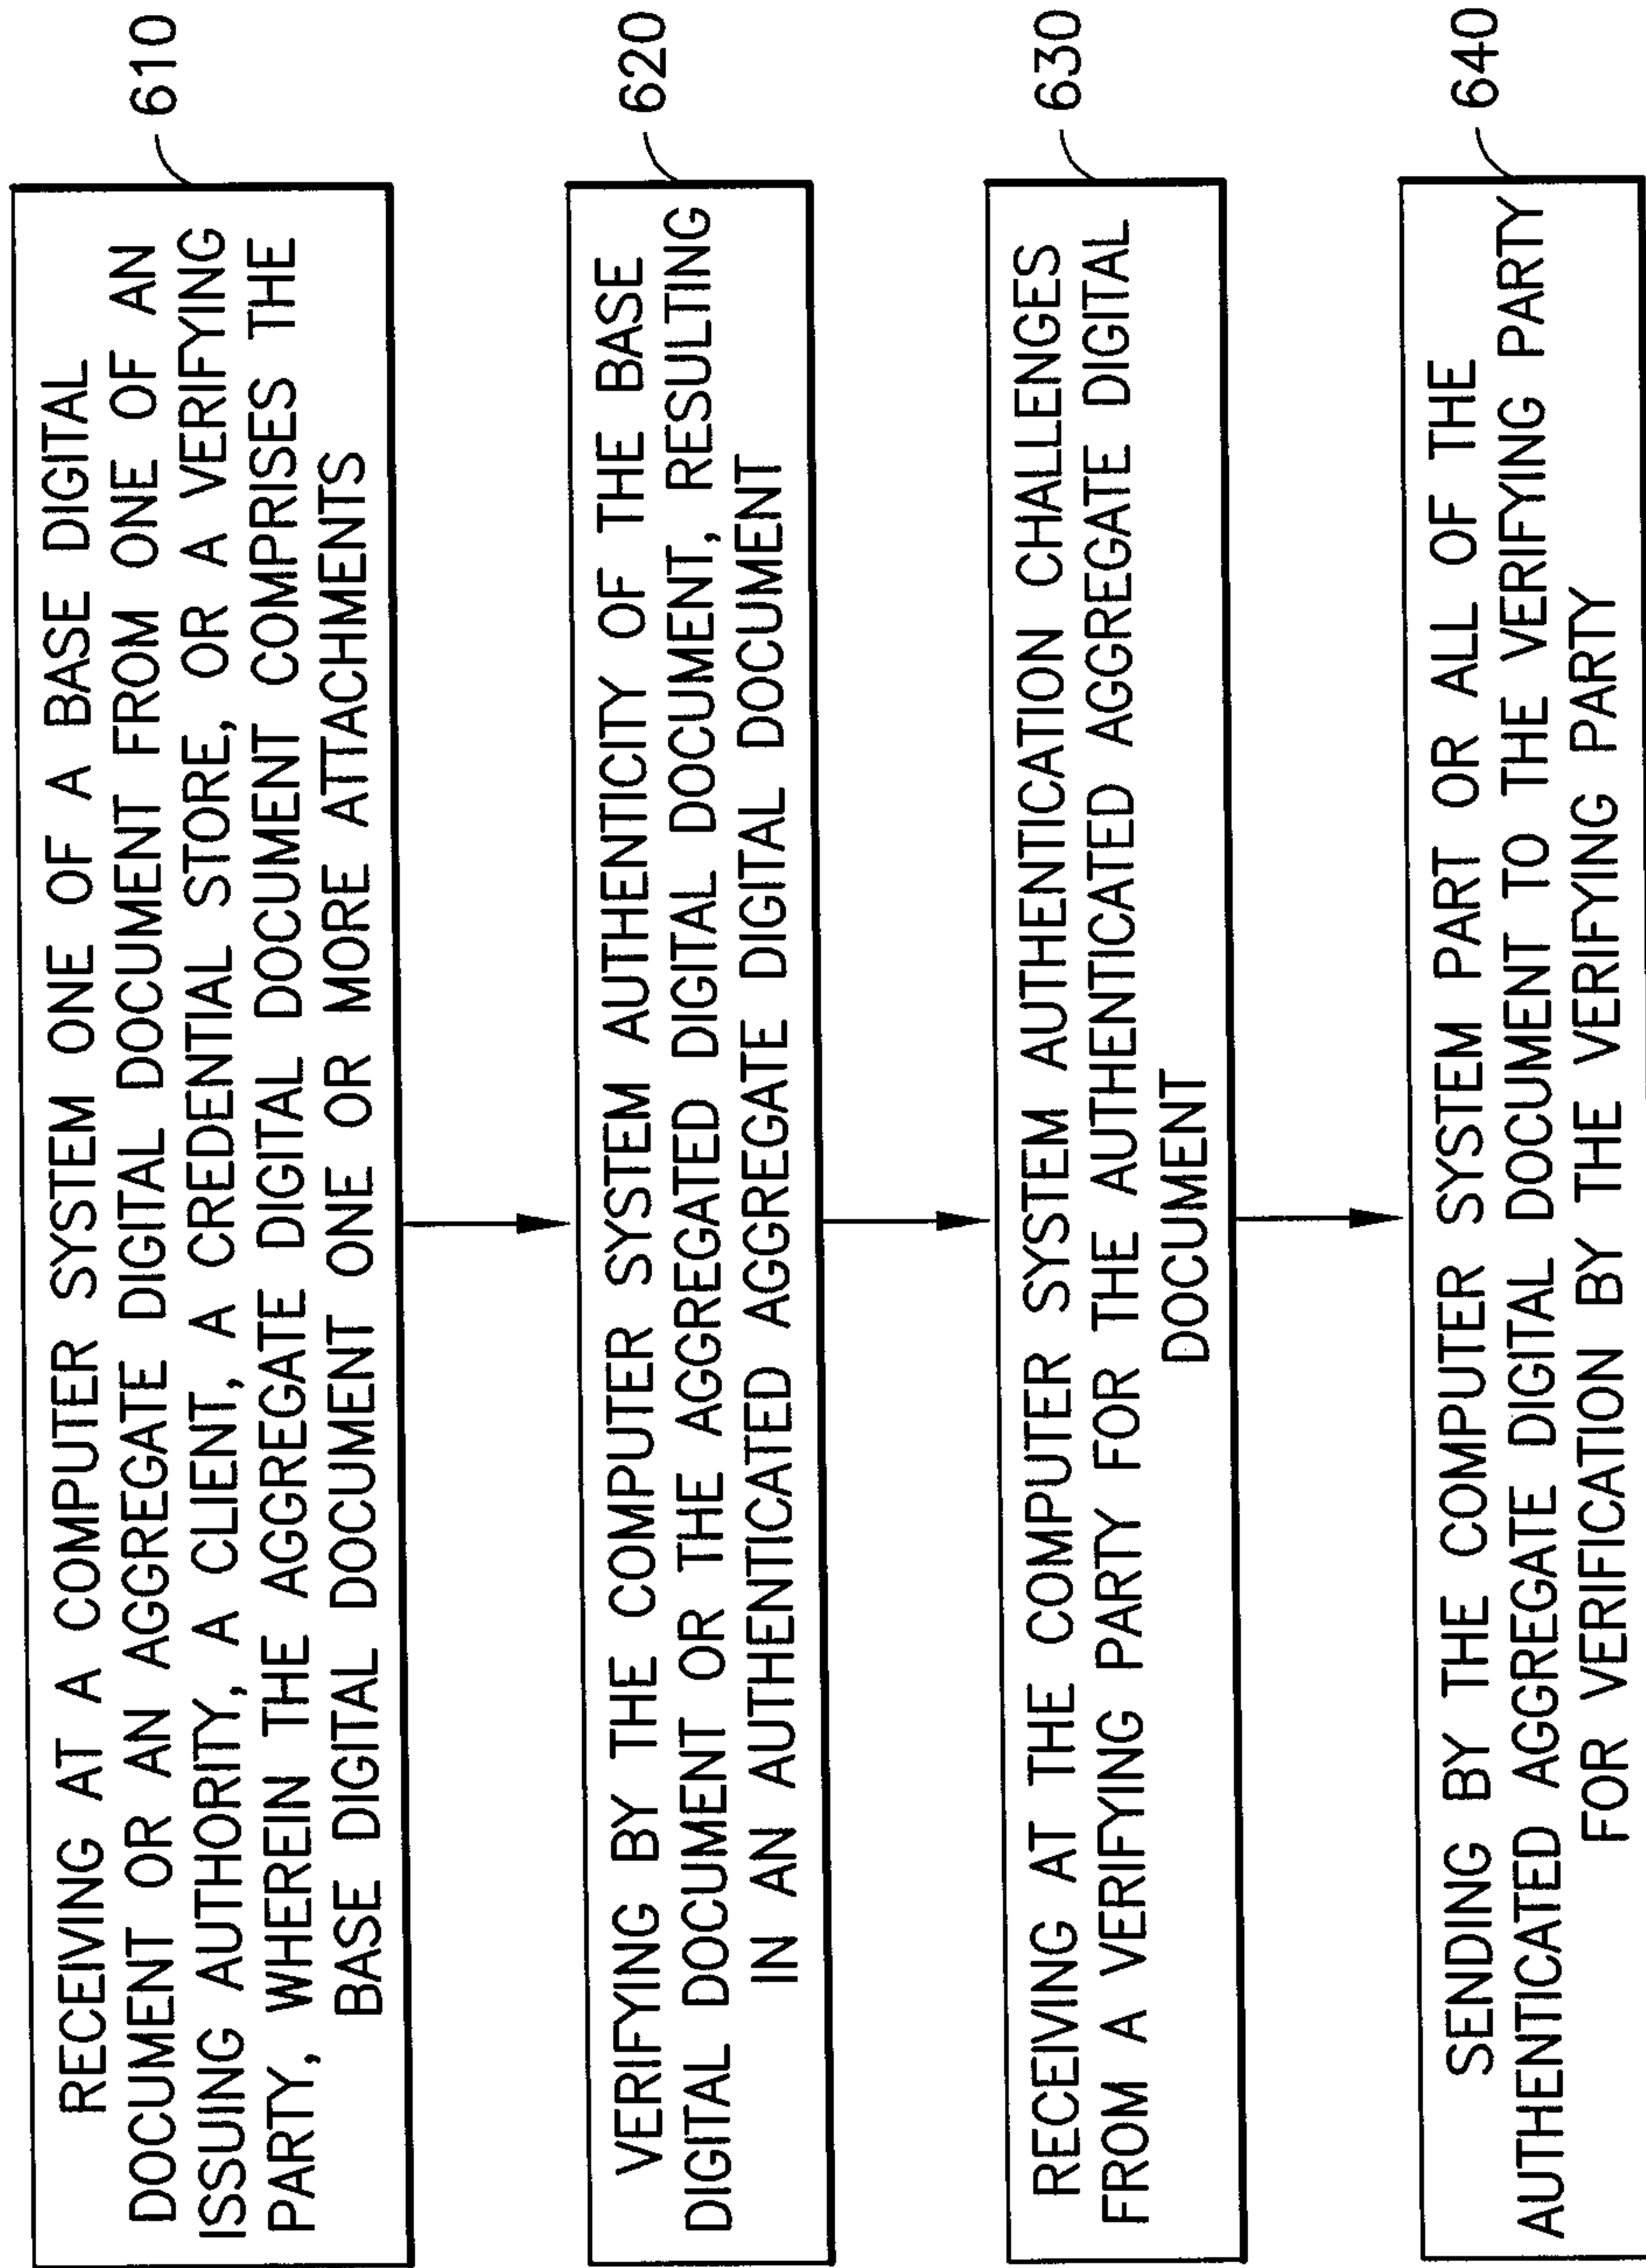 RECEIVING AT A COMPUTER SYSTEM ONE OF A BASE DIGITAL
DOCUMENT OR AN AGGREGATE DIGITAL DOCUMENT FROM ONE OF AN
ISSUING AUTHORITY, A CLIENT, A CREDENTIAL STORE, OR A VERIFYING
PARTY, WHEREIN THE AGGREGATE DIGITAL DOCUMENT COMPRISES THE
BASE DIGITAL DOCUMENT ONE OR MORE ATTACHMENTS
610
VERIFYING BY THE COMPUTER SYSTEM AUTHENTICITY OF THE BASE
DIGITAL DOCUMENT OR THE AGGREGATED DIGITAL DOCUMENT, RESULTING
IN AN AUTHENTICATED AGGREGATE DIGITAL DOCUMENT
620
RECEIVING AT THE COMPUTER SYSTEM AUTHENTICATION CHALLENGES
FROM A VERIFYING PARTY FOR THE AUTHENTICATED AGGREGATE DIGITAL
DOCUMENT
630
SENDING BY THE COMPUTER SYSTEM PART OR ALL OF THE
AUTHENTICATED AGGREGATE DIGITAL DOCUMENT TO THE VERIFYING PARTY
FOR VERIFICATION BY THE VERIFYING PARTY
640